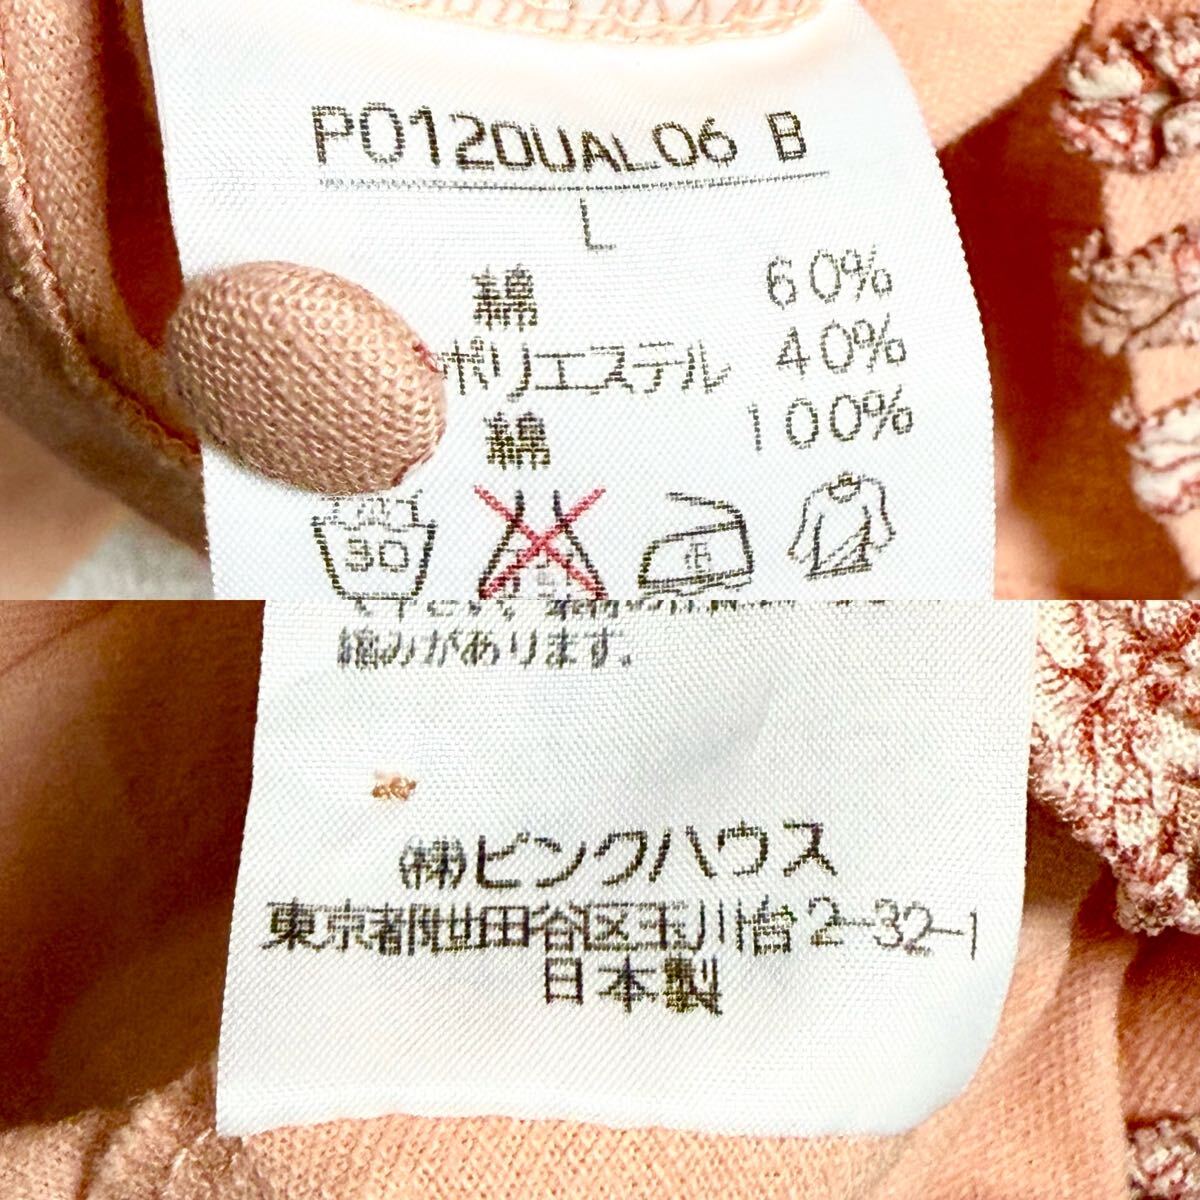 P0120UAL06 B
L
綿 60%
ポリエステル 40%
綿 100%
30
縮みがあります。
(株)ピンクハウス
東京都世田谷区玉川台2-32-1
日本製